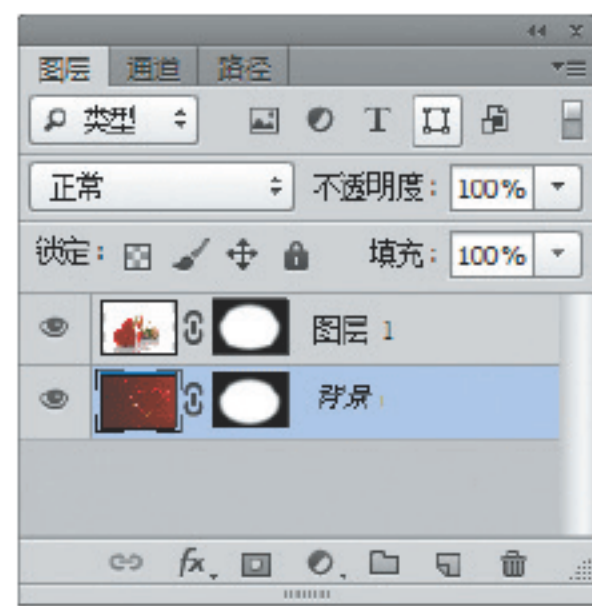 图层 通道 路径
类型
正常 不透明度: 100%
锁定: 填充: 100%
图层 1
背景
fx.